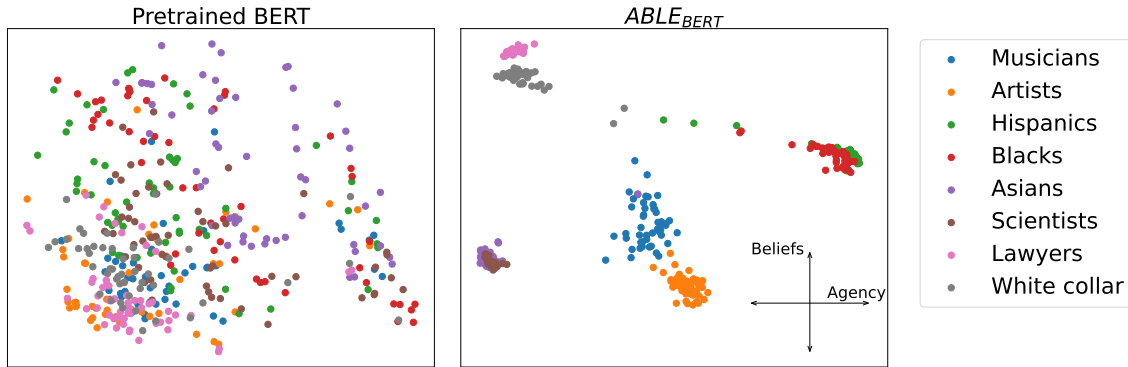 Pretrained BERT
ABLE_BERT
Beliefs
Agency
Musicians
Artists
Hispanics
Blacks
Asians
Scientists
Lawyers
White collar